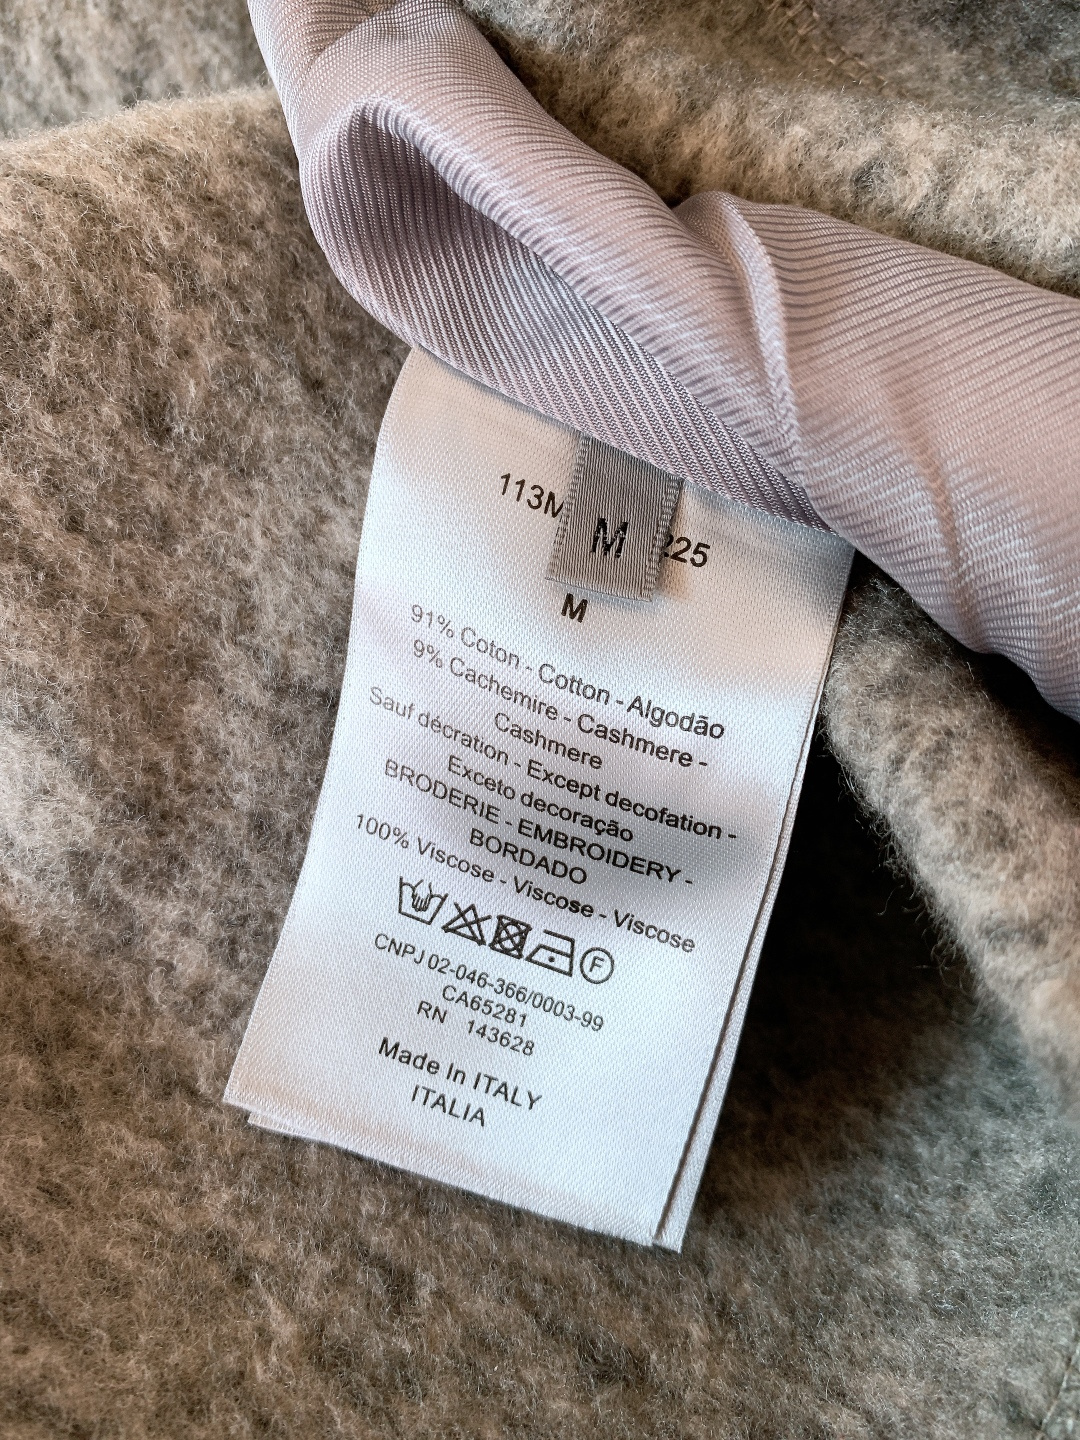 113M
M
225
M
91% Coton - Cotton - Algodão
9% Cachemire - Cashmere -
Cashmere
Sauf décration - Except decofation -
Exceto decoração
BRODERIE - EMBROIDERY -
BORDADO
100% Viscose - Viscose - Viscose
F
CNPJ 02-046-366/0003-99
CA65281
RN 143628
Made In ITALY
ITALIA